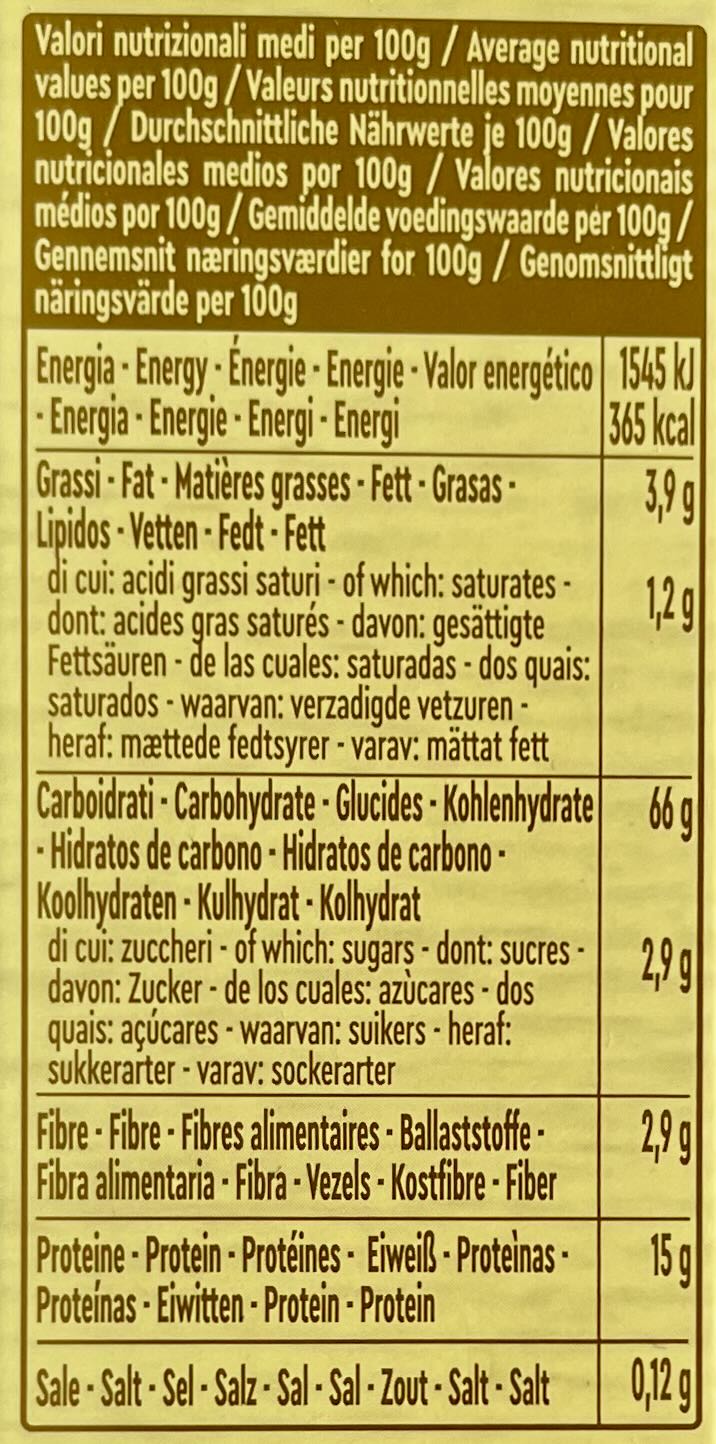 Valori nutrizionali medi per 100g / Average nutritional
values per 100g / Valeurs nutritionnelles moyennes pour
100g / Durchschnittliche Nährwerte je 100g / Valores
nutricionales medios por 100g / Valores nutricionais
médios por 100g / Gemiddelde voedingswaarde per 100g /
Gennemsnit næringsværdier for 100g / Genomsnittligt
näringsvärde per 100g
Energia - Energy - Énergie - Energie - Valor energético 1545 kJ
- Energia - Energie - Energi - Energi 365 kcal
Grassi - Fat - Matières grasses - Fett - Grasas - 3,9 g
Lipidos - Vetten - Fedt - Fett
di cui: acidi grassi saturi - of which: saturates - 1,2 g
dont: acides gras saturés - davon: gesättigte
Fettsäuren - de las cuales: saturadas - dos quais:
saturados - waarvan: verzadigde vetzuren -
heraf: mættede fedtsyrer - varav: mättat fett
Carboidrati - Carbohydrate - Glucides - Kohlenhydrate 66 g
- Hidratos de carbono - Hidratos de carbono -
Koolhydraten - Kulhydrat - Kolhydrat
di cui: zuccheri - of which: sugars - dont: sucres - 2,9 g
davon: Zucker - de los cuales: azùcares - dos
quais: açúcares - waarvan: suikers - heraf:
sukkerarter - varav: sockerarter
Fibre - Fibre - Fibres alimentaires - Ballaststoffe - 2,9 g
Fibra alimentaria - Fibra - Vezels - Kostfibre - Fiber
Proteine - Protein - Protéines - Eiweiß - Proteìnas - 15 g
Proteínas - Eiwitten - Protein - Protein
Sale - Salt - Sel - Salz - Sal - Sal - Zout - Salt - Salt 0,12 g